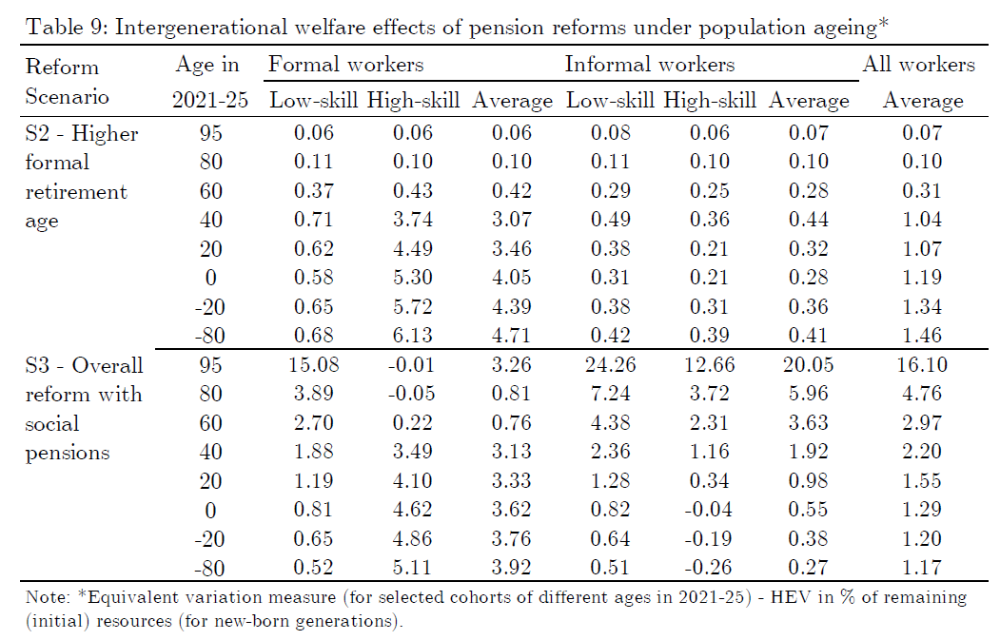 Table 9: Intergenerational welfare effects of pension reforms under population ageing*
Reform Age in Formal workers Informal workers All workers
Scenario 2021-25 Low-skill High-skill Average Low-skill High-skill Average Average
S2 - Higher 95 0.06 0.06 0.06 0.08 0.06 0.07 0.07
formal 80 0.11 0.10 0.10 0.11 0.10 0.10 0.10
retirement 60 0.37 0.43 0.42 0.29 0.25 0.28 0.31
age 40 0.71 3.74 3.07 0.49 0.36 0.44 1.04
20 0.62 4.49 3.46 0.38 0.21 0.32 1.07
0 0.58 5.30 4.05 0.31 0.21 0.28 1.19
-20 0.65 5.72 4.39 0.38 0.31 0.36 1.34
-80 0.68 6.13 4.71 0.42 0.39 0.41 1.46
S3 - Overall 95 15.08 -0.01 3.26 24.26 12.66 20.05 16.10
reform with 80 3.89 -0.05 0.81 7.24 3.72 5.96 4.76
social 60 2.70 0.22 0.76 4.38 2.31 3.63 2.97
pensions 40 1.88 3.49 3.13 2.36 1.16 1.92 2.20
20 1.19 4.10 3.33 1.28 0.34 0.98 1.55
0 0.81 4.62 3.62 0.82 -0.04 0.55 1.29
-20 0.65 4.86 3.76 0.64 -0.19 0.38 1.20
-80 0.52 5.11 3.92 0.51 -0.26 0.27 1.17
Note: *Equivalent variation measure (for selected cohorts of different ages in 2021-25) - HEV in % of remaining
(initial) resources (for new-born generations).